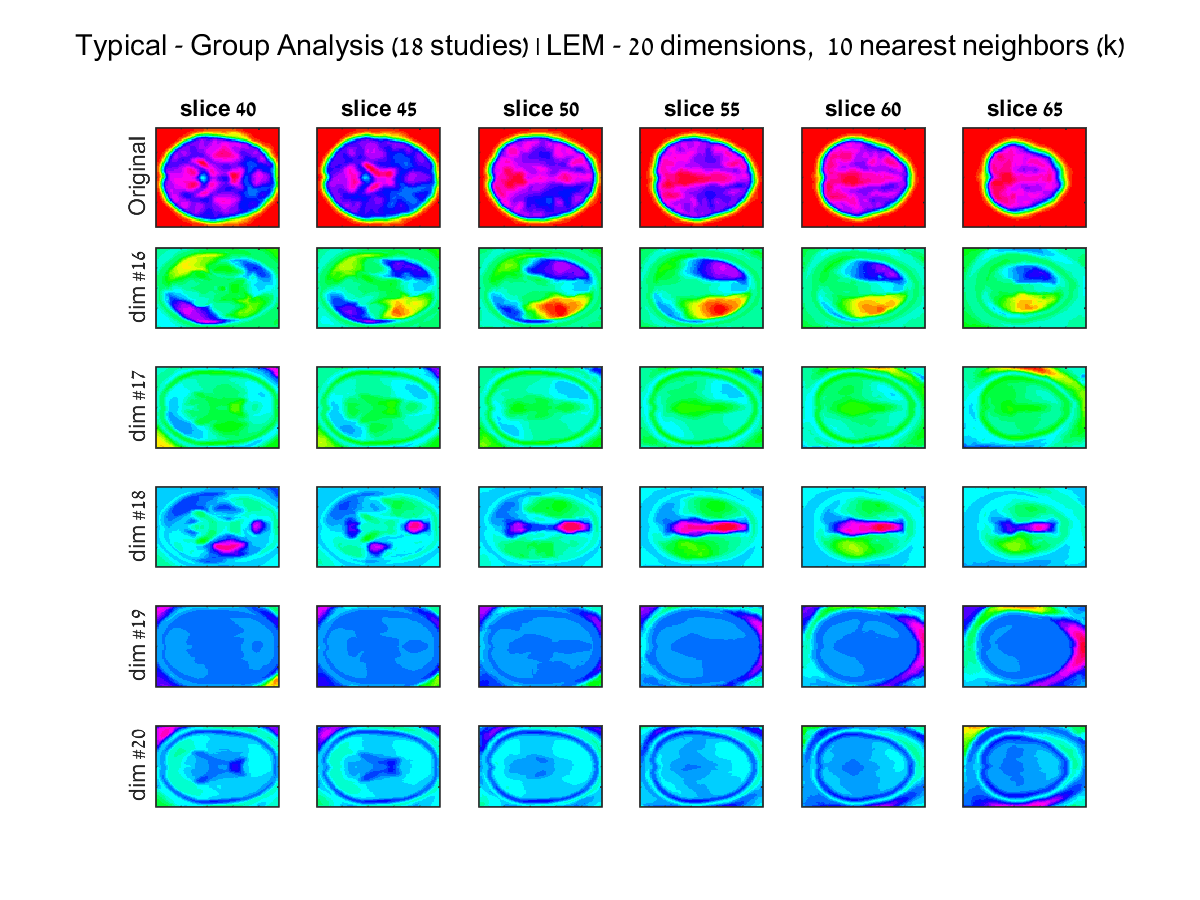 Typical - Group Analysis (18 studies) | LEM - 20 dimensions, 10 nearest neighbors (k)
slice 40 slice 45 slice 50 slice 55 slice 60 slice 65
Original
dim #16
dim #17
dim #18
dim #19
dim #20